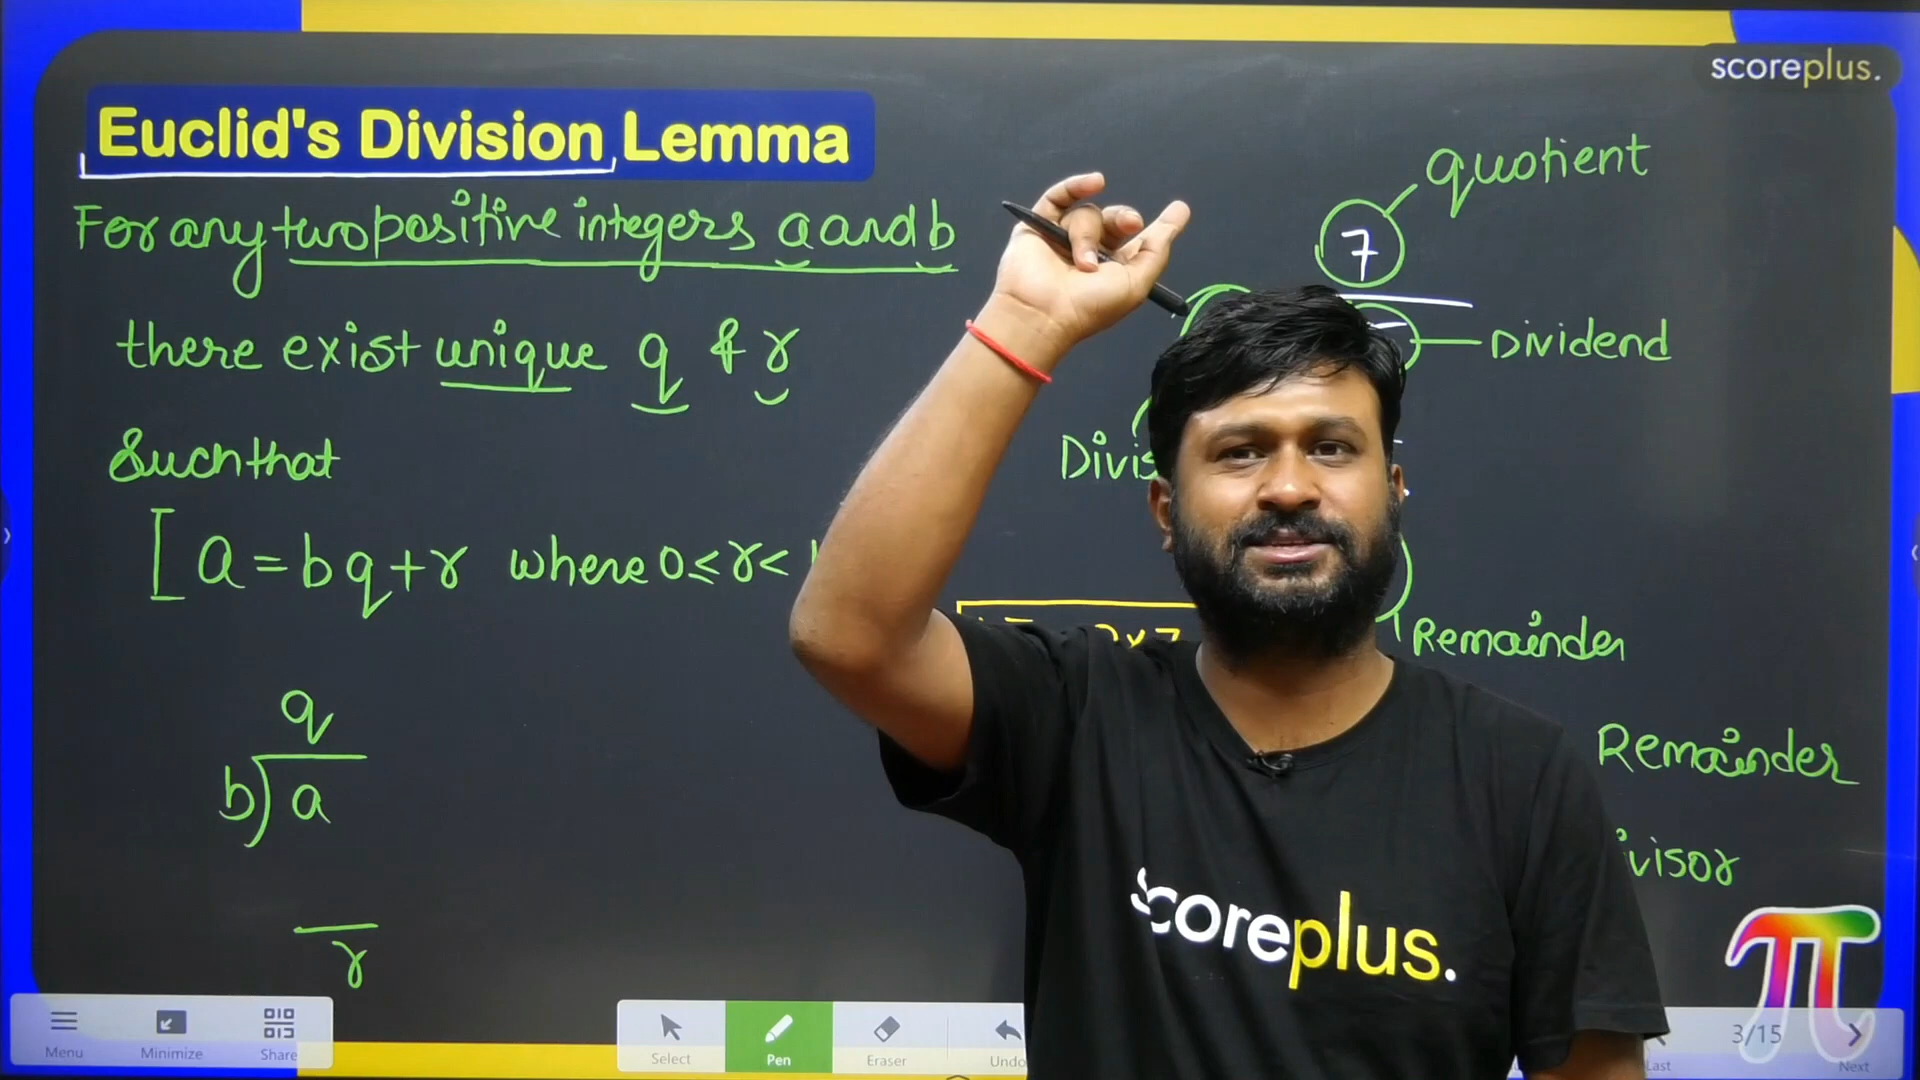 scoreplus.
Euclid's Division Lemma
For any two positive integers a and b
there exist unique q & r
Such that
[ a = bq + r where 0 ≤ r <
q
b) a
r
quotient
7
Dividend
Remainder
Remainder
π
scoreplus.
Menu
Minimize
Share
Select
Pen
Eraser
Undo
3/15
Next